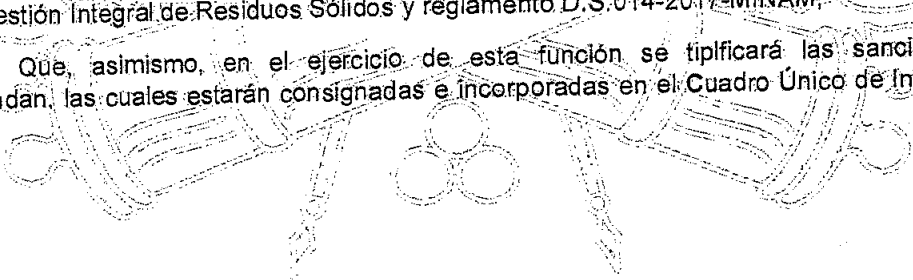 estión Integral de Residuos Sólidos y reglamento D.S.014-2017-MINAM;
Que, asimismo, en el ejercicio de esta función se tipificará las sanci
dan, las cuales estarán consignadas e incorporadas en el Cuadro Único de In